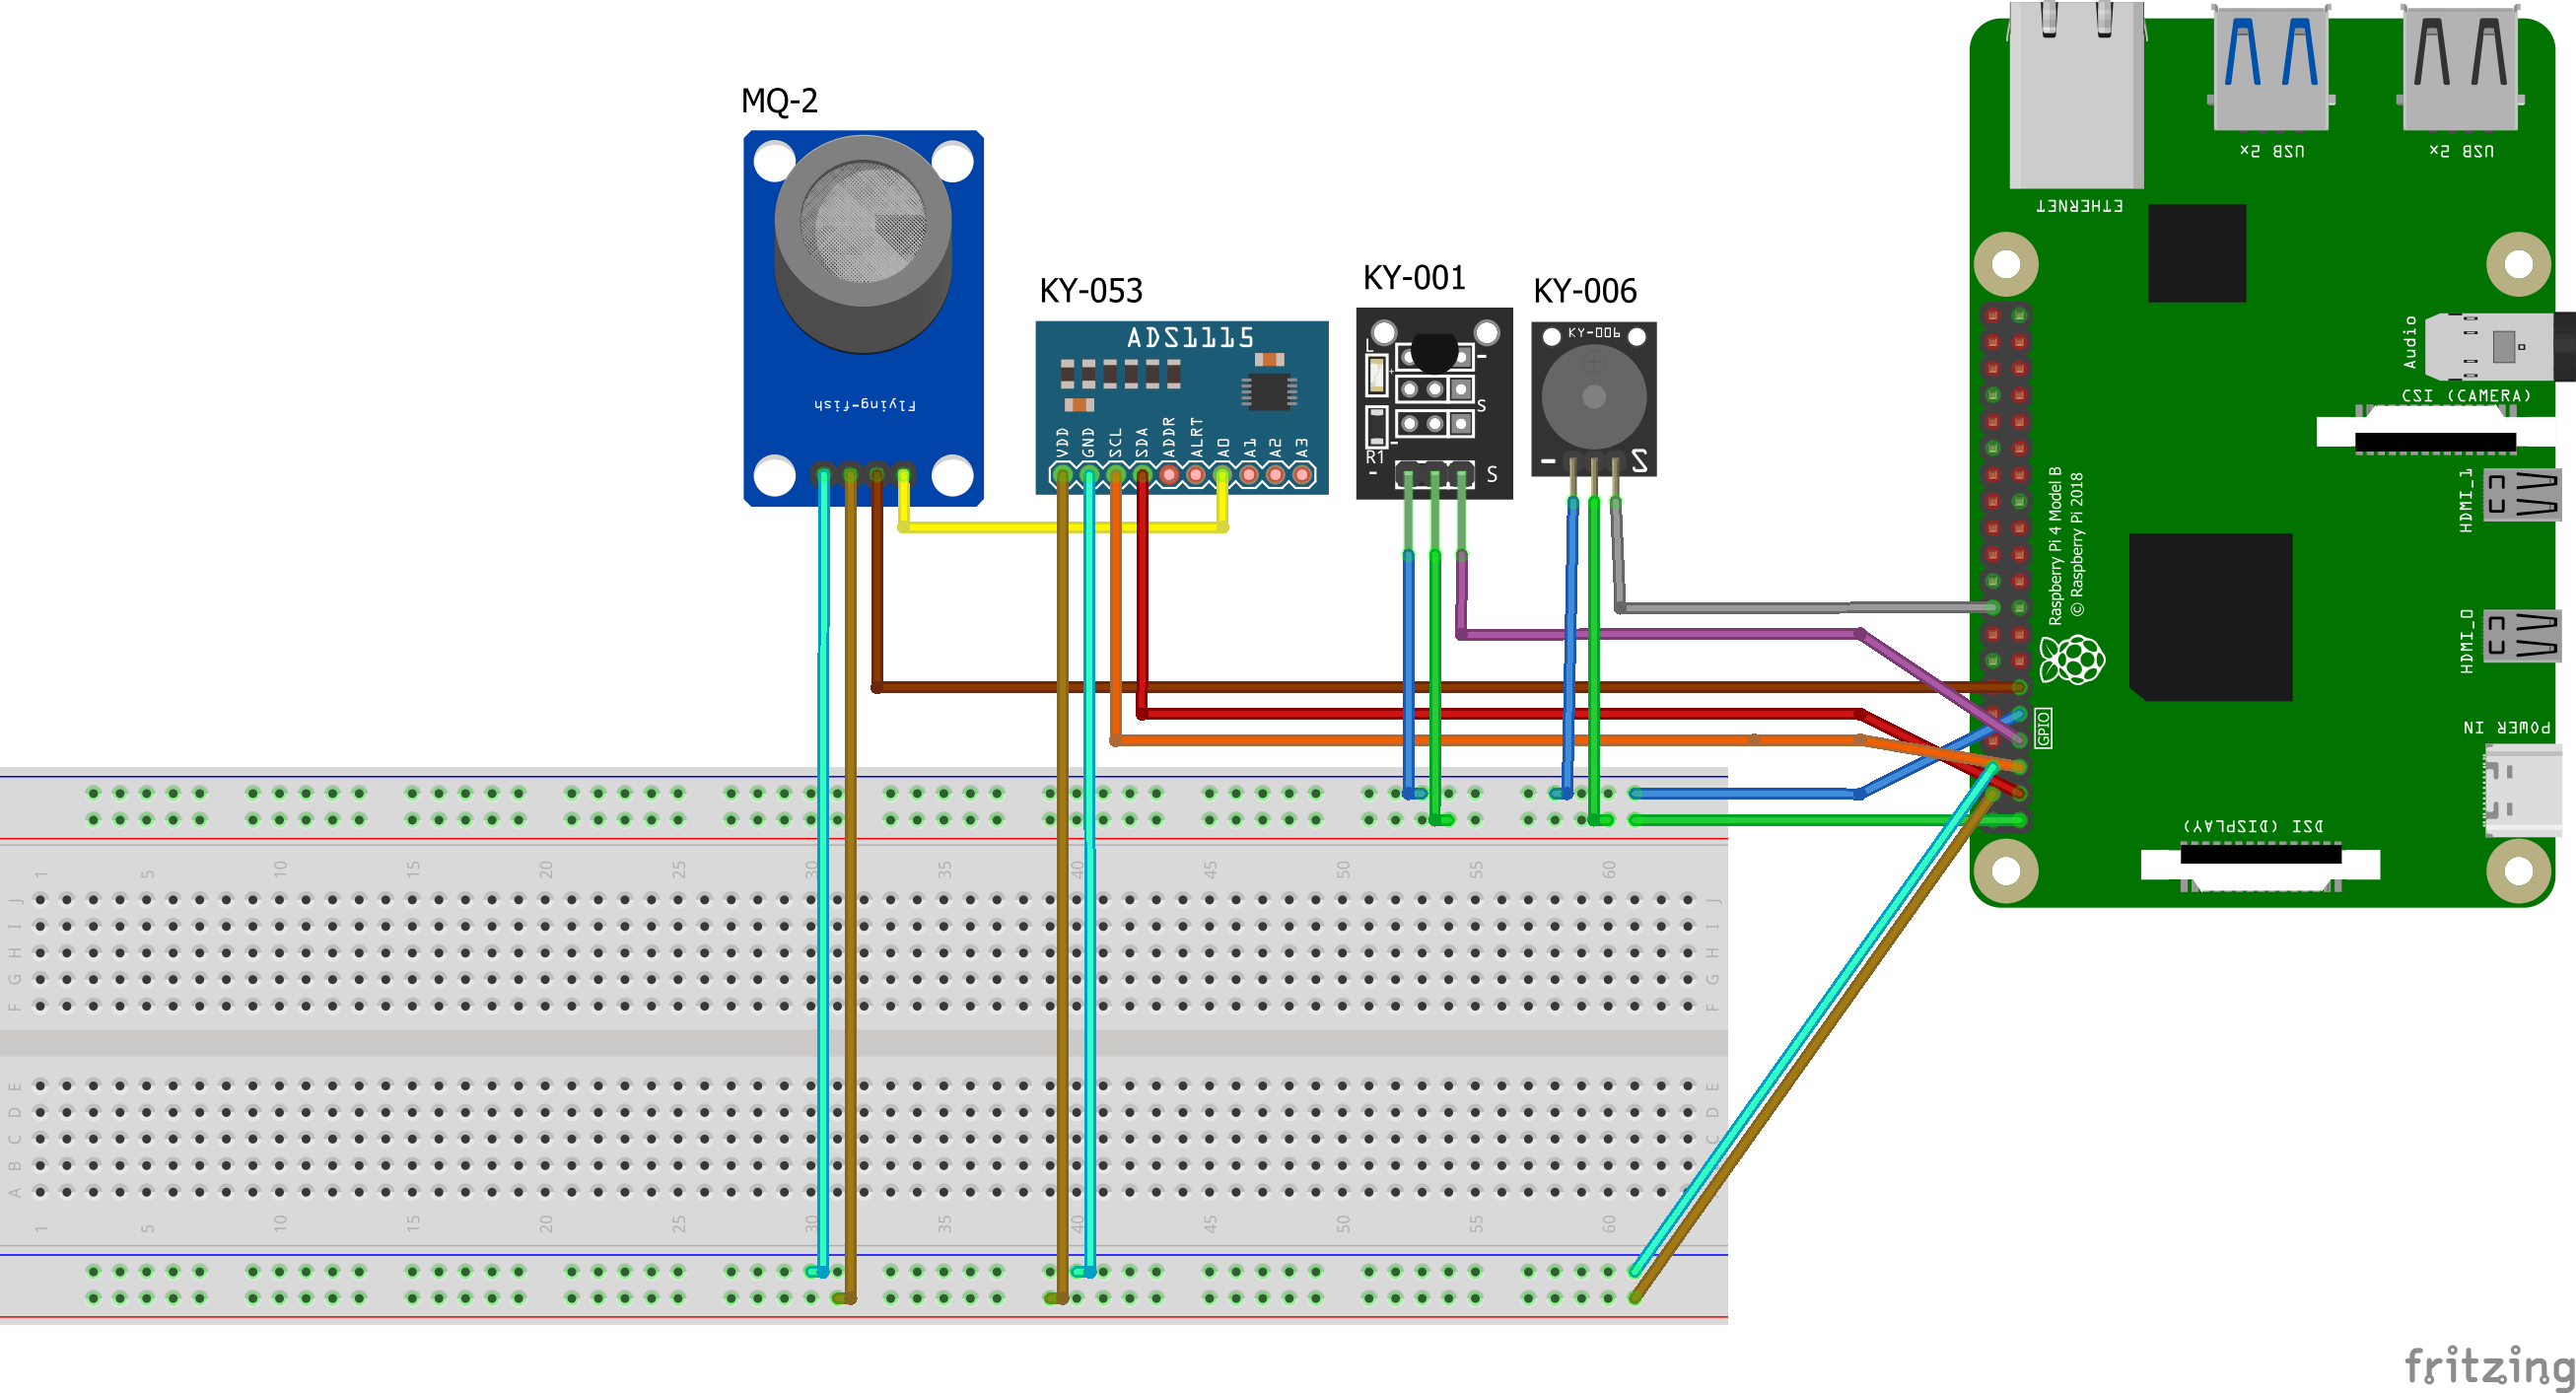 MQ-2
Flying-fish
KY-053
ADS1115
VDD
GND
SCL
SDA
ADDR
ALRT
A0
A1
A2
A3
KY-001
L
+
-
S
R1
-
S
KY-006
KY-006
-
S
USB 2x
USB 2x
ETHERNET
Audio
CSI (CAMERA)
HDMI_1
Raspberry Pi 4 Model B
© Raspberry Pi 2018
HDMI_0
GPIO
POWER IN
DSI (DISPLAY)
1 5 10 15 20 25 30 35 40 45 50 55 60
J J
I I
H H
G G
F F
E E
D D
C C
B
A
1 5 10 15 20 25 30 35 40 45 50 55 60
fritzing